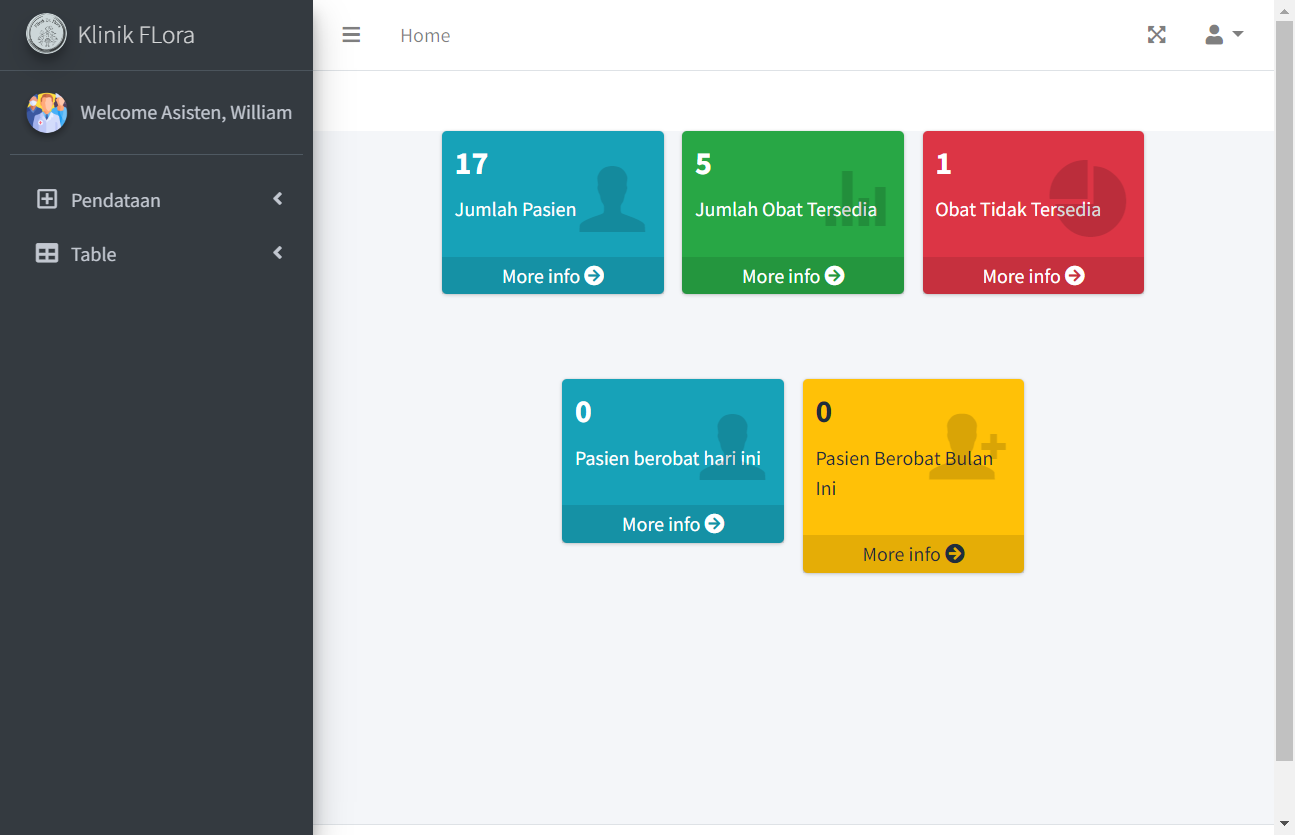 Klinik FLora
Home
Welcome Asisten, William
Pendataan
Table
17
Jumlah Pasien
More info
5
Jumlah Obat Tersedia
More info
1
Obat Tidak Tersedia
More info
0
Pasien berobat hari ini
More info
0
Pasien Berobat Bulan
Ini
More info